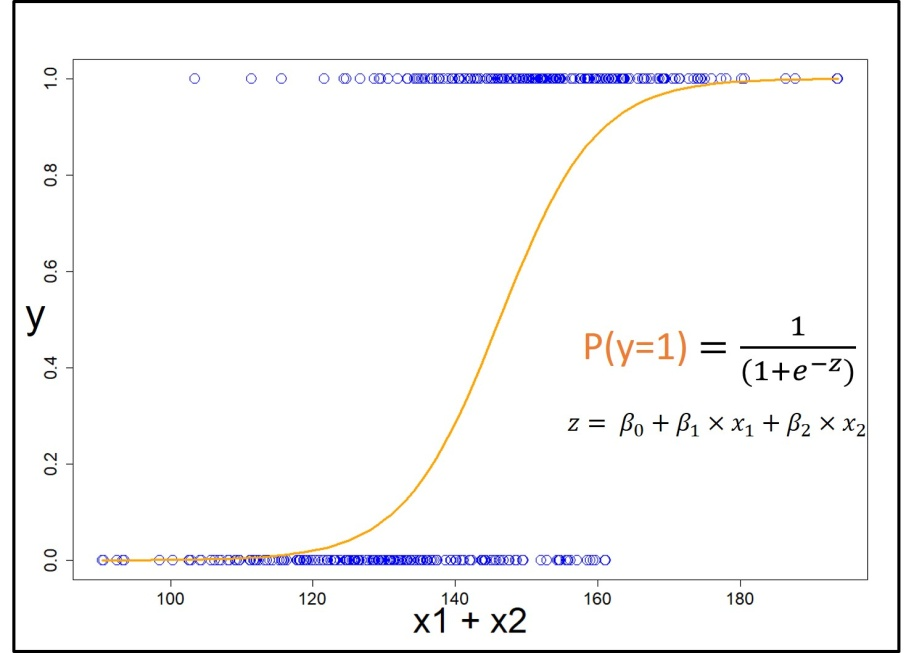 1.0
0.8
0.6
y
0.4
0.2
0.0
P(y=1) = 1/(1+e^{−z})
z = β₀ + β₁ × x₁ + β₂ × x₂
100 120 140 160 180
x1 + x2